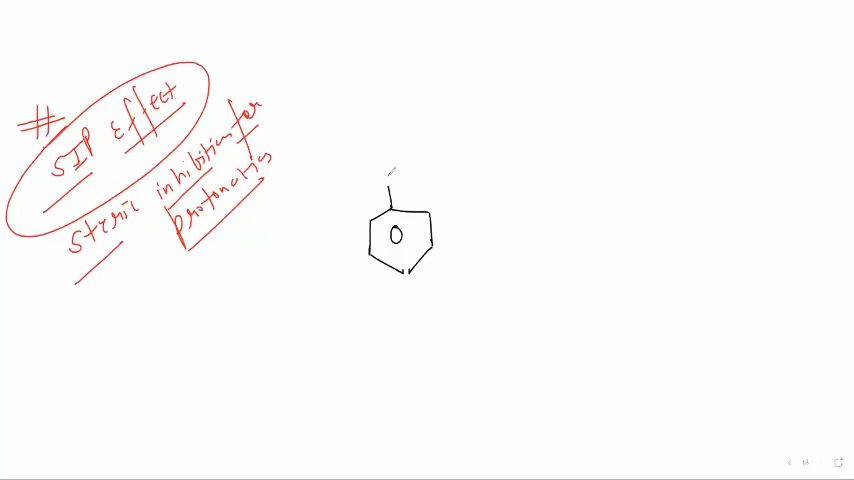 # SIP Effect
Steric inhibition for
protonation